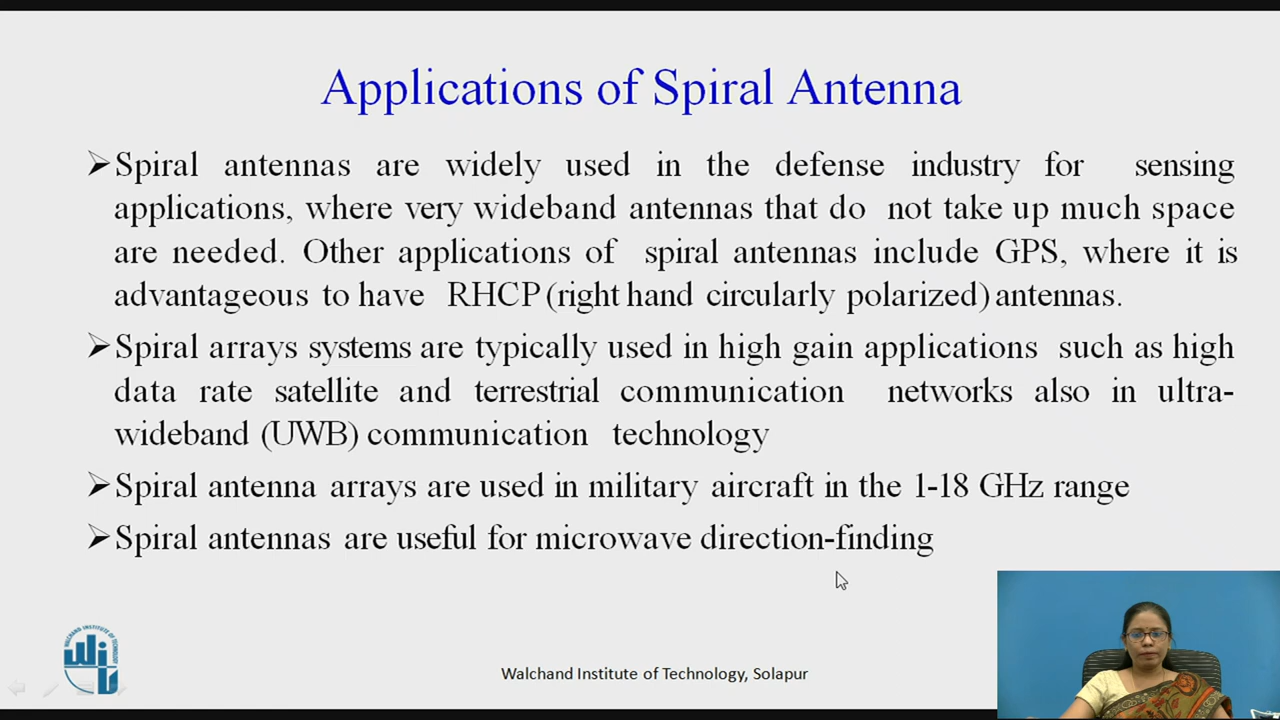 Applications of Spiral Antenna
➢Spiral antennas are widely used in the defense industry for sensing
applications, where very wideband antennas that do not take up much space
are needed. Other applications of spiral antennas include GPS, where it is
advantageous to have RHCP (right hand circularly polarized) antennas.
➢Spiral arrays systems are typically used in high gain applications such as high
data rate satellite and terrestrial communication networks also in ultra-
wideband (UWB) communication technology
➢Spiral antenna arrays are used in military aircraft in the 1-18 GHz range
➢Spiral antennas are useful for microwave direction-finding
WALCHAND INSTITUTE OF TECHNOLOGY
WIT
Walchand Institute of Technology, Solapur